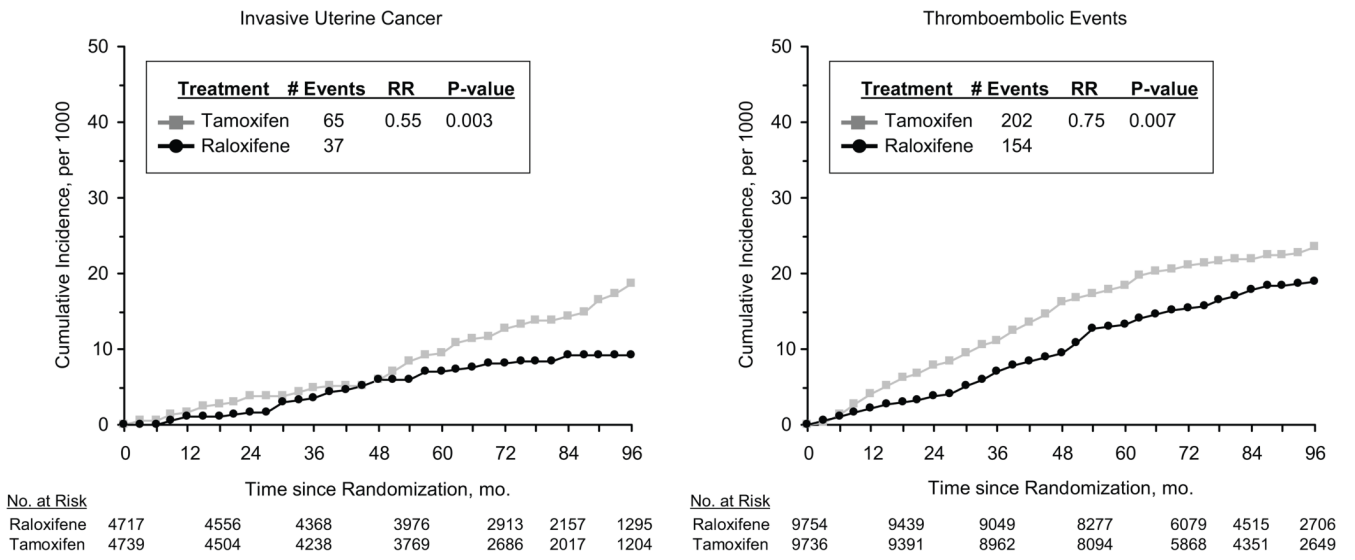 Invasive Uterine Cancer
50
40
30
20
10
0
Cumulative Incidence, per 1000
Treatment # Events RR P-value
Tamoxifen 65 0.55 0.003
Raloxifene 37
0 12 24 36 48 60 72 84 96
Time since Randomization, mo.
No. at Risk
Raloxifene 4717 4556 4368 3976 2913 2157 1295
Tamoxifen 4739 4504 4238 3769 2686 2017 1204
Thromboembolic Events
50
40
30
20
10
0
Cumulative Incidence, per 1000
Treatment # Events RR P-value
Tamoxifen 202 0.75 0.007
Raloxifene 154
0 12 24 36 48 60 72 84 96
Time since Randomization, mo.
No. at Risk
Raloxifene 9754 9439 9049 8277 6079 4515 2706
Tamoxifen 9736 9391 8962 8094 5868 4351 2649